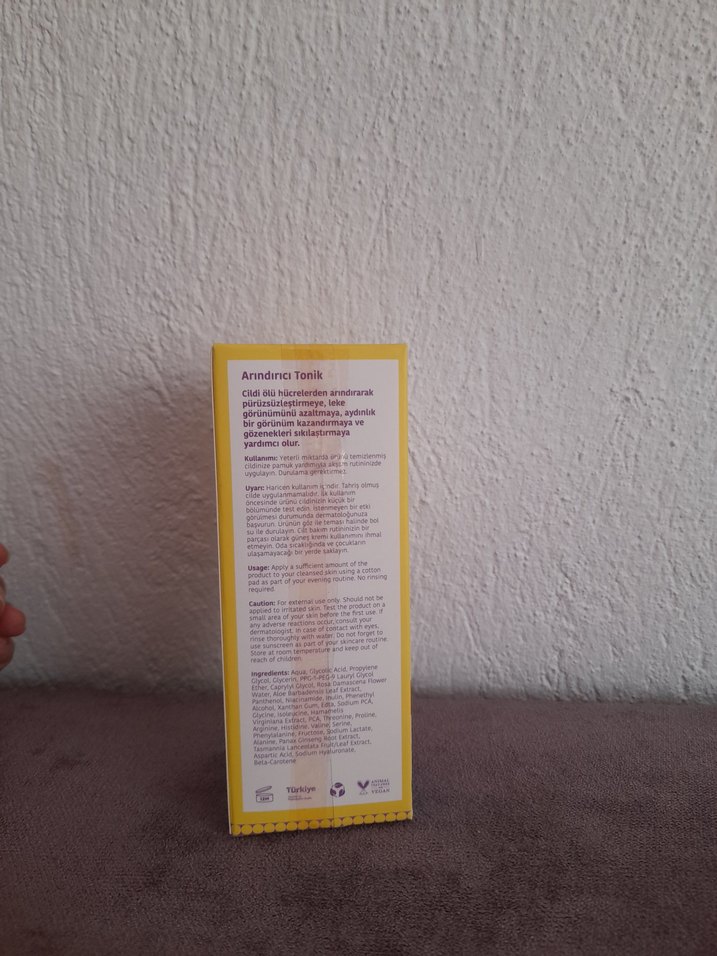 Arındırıcı Tonik
Cildi ölü hücrelerden arındırarak
pürüzsüzleştirmeye, leke
görünümünü azaltmaya, aydınlık
bir görünüm kazandırmaya ve
gözenekleri sıkılaştırmaya
yardımcı olur.
Kullanımı: Yeterli miktarda ürünü temizlenmiş
cildinize pamuk yardımıyla akşam rutininizde
uygulayın. Durulama gerektirmez.
Uyarı: Haricen kullanım içindir. Tahriş olmuş
cilde uygulanmamalıdır. İlk kullanım
öncesinde ürünü cildinizin küçük bir
bölümünde test edin. İstenmeyen bir etki
görülmesi durumunda dermatoloğunuza
başvurun. Ürünün göz ile teması halinde bol
su ile durulayın. Cilt bakım rutininizin bir
parçası olarak güneş kremi kullanımını ihmal
etmeyin. Oda sıcaklığında ve çocukların
ulaşamayacağı bir yerde saklayın.
Usage: Apply a sufficient amount of the
product to your cleansed skin using a cotton
pad as part of your evening routine. No rinsing
required.
Caution: For external use only. Should not be
applied to irritated skin. Test the product on a
small area of your skin before the first use. If
any adverse reactions occur, consult your
dermatologist. In case of contact with eyes,
rinse thoroughly with water. Do not forget to
use sunscreen as part of your skincare routine.
Store at room temperature and keep out of
reach of children.
Ingredients: Aqua, Glycolic Acid, Propylene
Glycol, Glycerin, PPG-1-PEG-9 Lauryl Glycol
Ether, Caprylyl Glycol, Rosa Damascena Flower
Water, Aloe Barbadensis Leaf Extract,
Panthenol, Niacinamide, Inulin, Phenethyl
Alcohol, Xanthan Gum, Edta, Sodium PCA,
Glycine, Isoleucine, Hamamelis
Virginiana Extract, PCA, Threonine, Proline,
Arginine, Histidine, Valine, Serine,
Phenylalanine, Fructose, Sodium Lactate,
Alanine, Panax Ginseng Root Extract,
Tasmannia Lanceolata Fruit/Leaf Extract,
Aspartic Acid, Sodium Hyaluronate,
Beta-Carotene
12M
Türkiye
ANIMAL
VEGAN